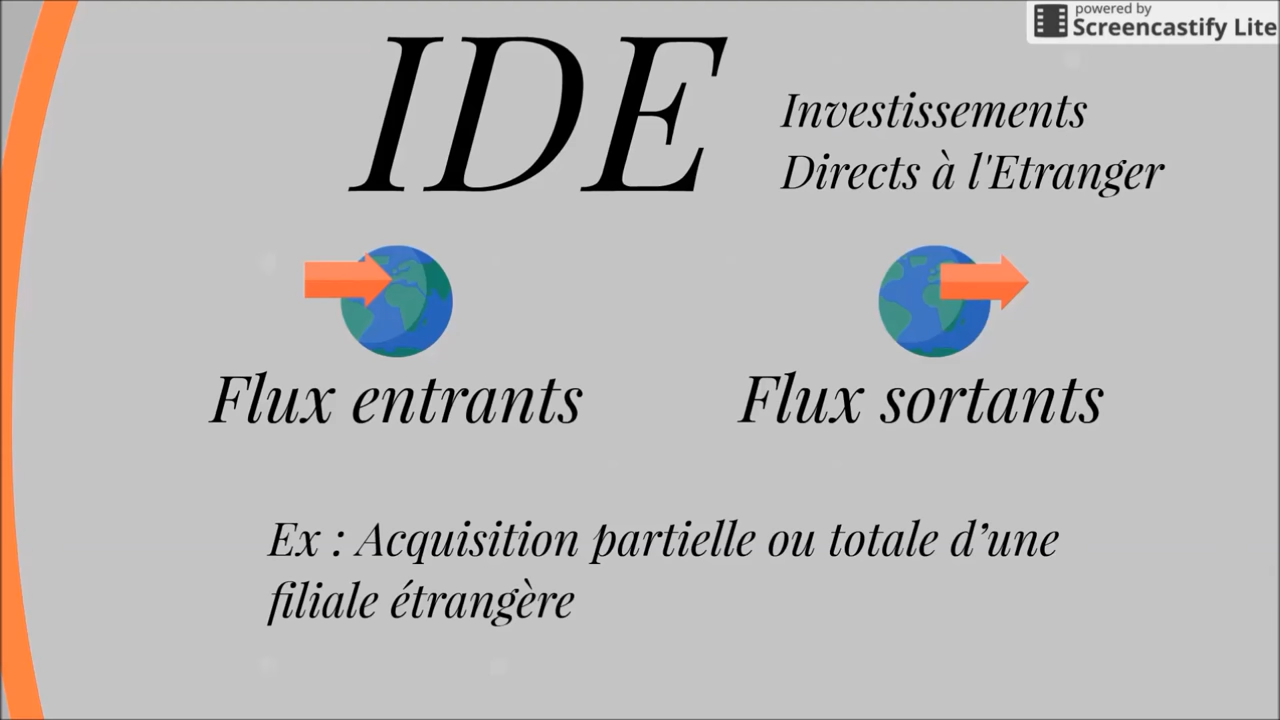 powered by
Screencastify Lite
IDE
Investissements
Directs à l'Etranger
Flux entrants
Flux sortants
Ex : Acquisition partielle ou totale d’une
filiale étrangère